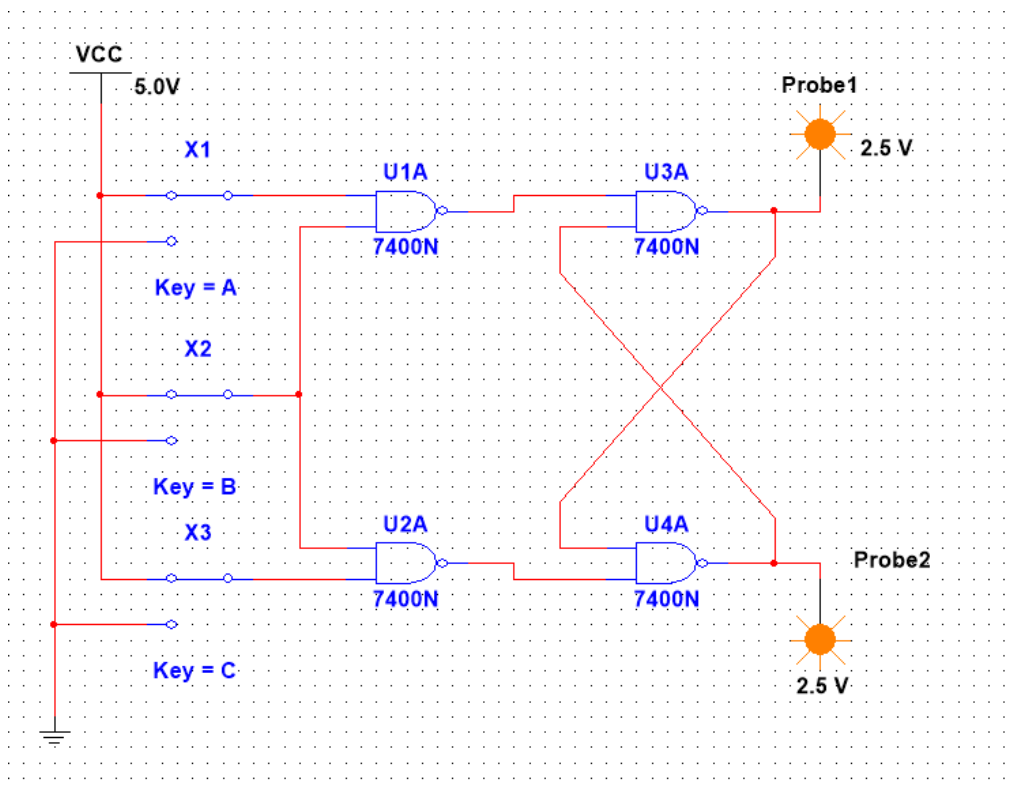 VCC
5.0V
Probe1
2.5 V
X1
U1A
U3A
7400N
7400N
Key = A
X2
Key = B
X3
U2A
U4A
Probe2
7400N
7400N
Key = C
2.5 V